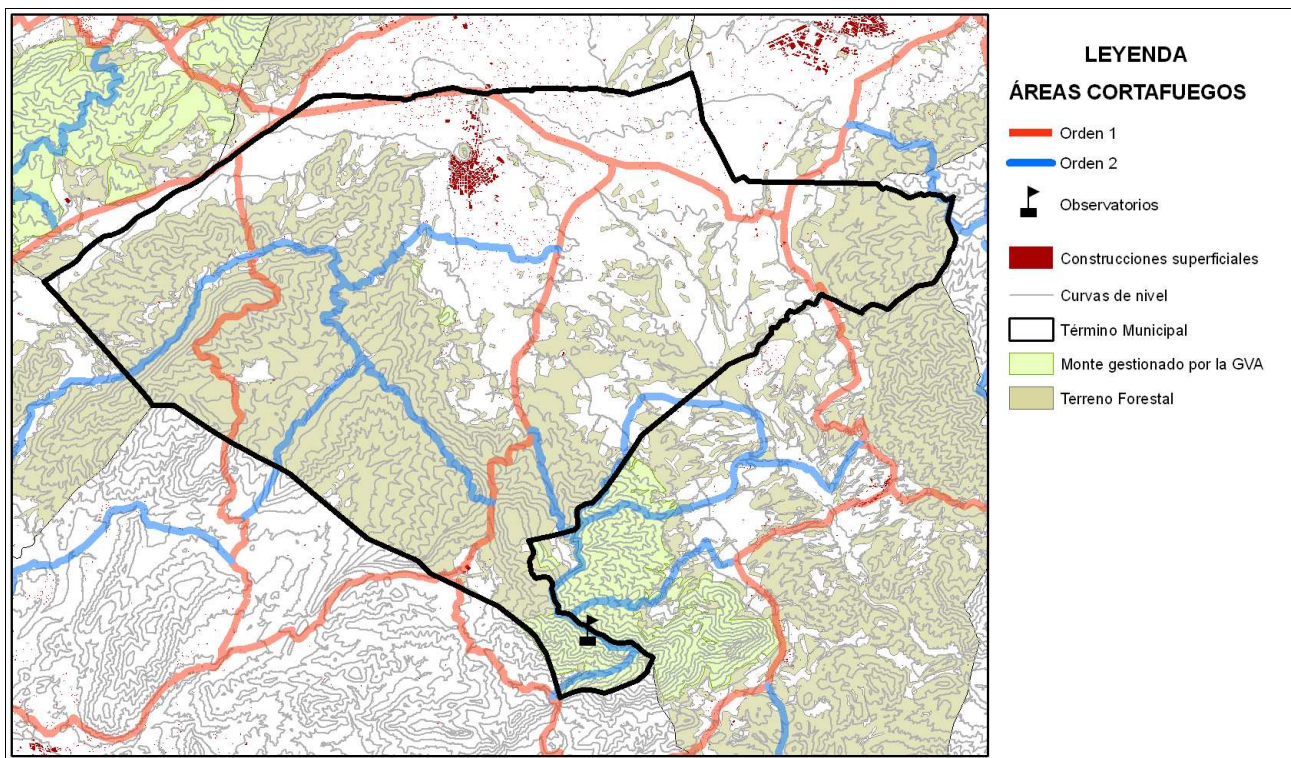 LEYENDA
ÁREAS CORTAFUEGOS
Orden 1
Orden 2
Observatorios
Construcciones superficiales
Curvas de nivel
Término Municipal
Monte gestionado por la GVA
Terreno Forestal